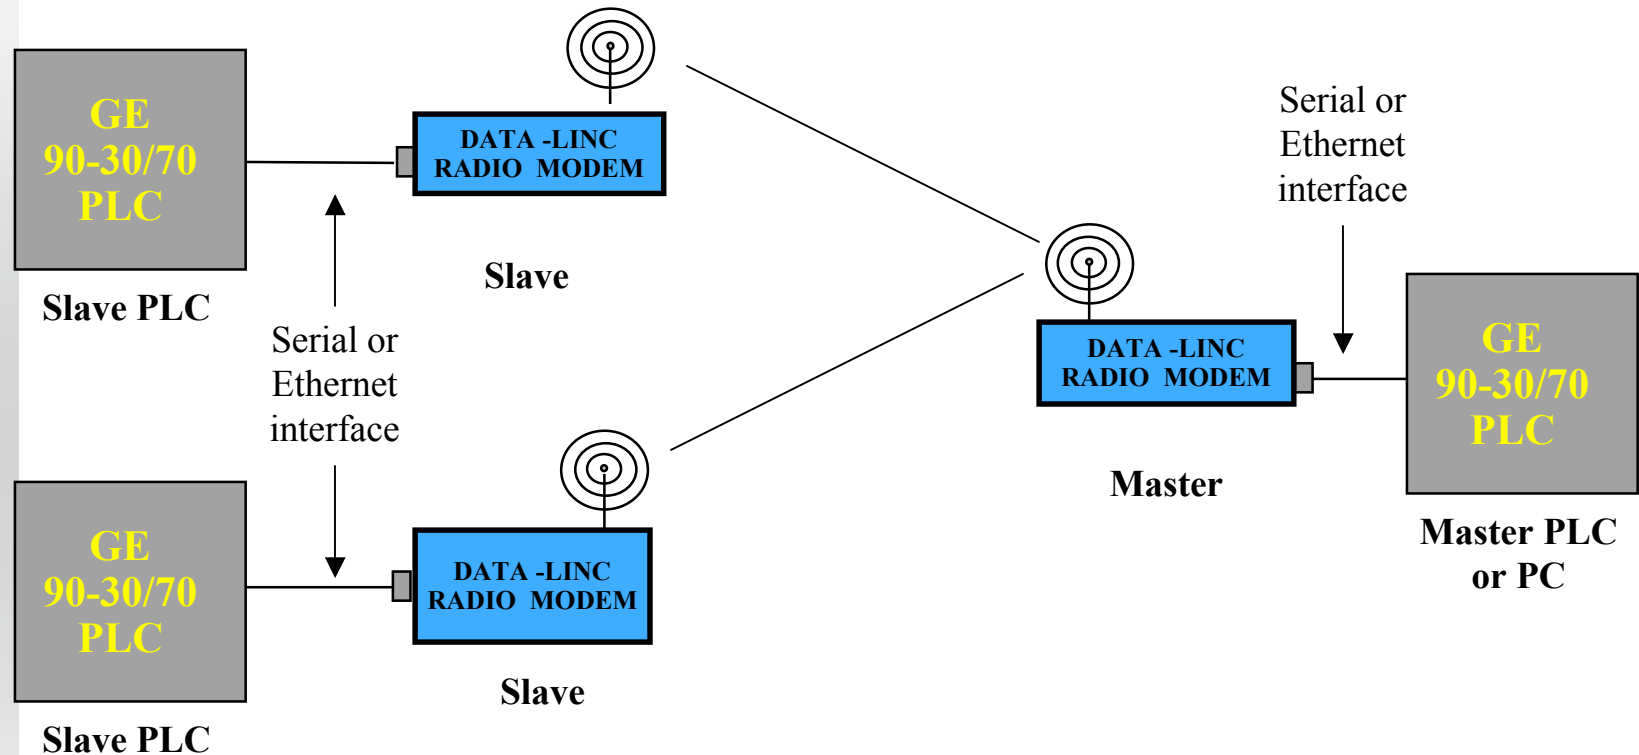 GE
90-30/70
PLC
Slave PLC
DATA -LINC
RADIO  MODEM
Slave
Serial or
Ethernet
interface
GE
90-30/70
PLC
Slave PLC
DATA -LINC
RADIO  MODEM
Slave
Serial or
Ethernet
interface
DATA -LINC
RADIO  MODEM
Master
GE
90-30/70
PLC
Master PLC
or PC